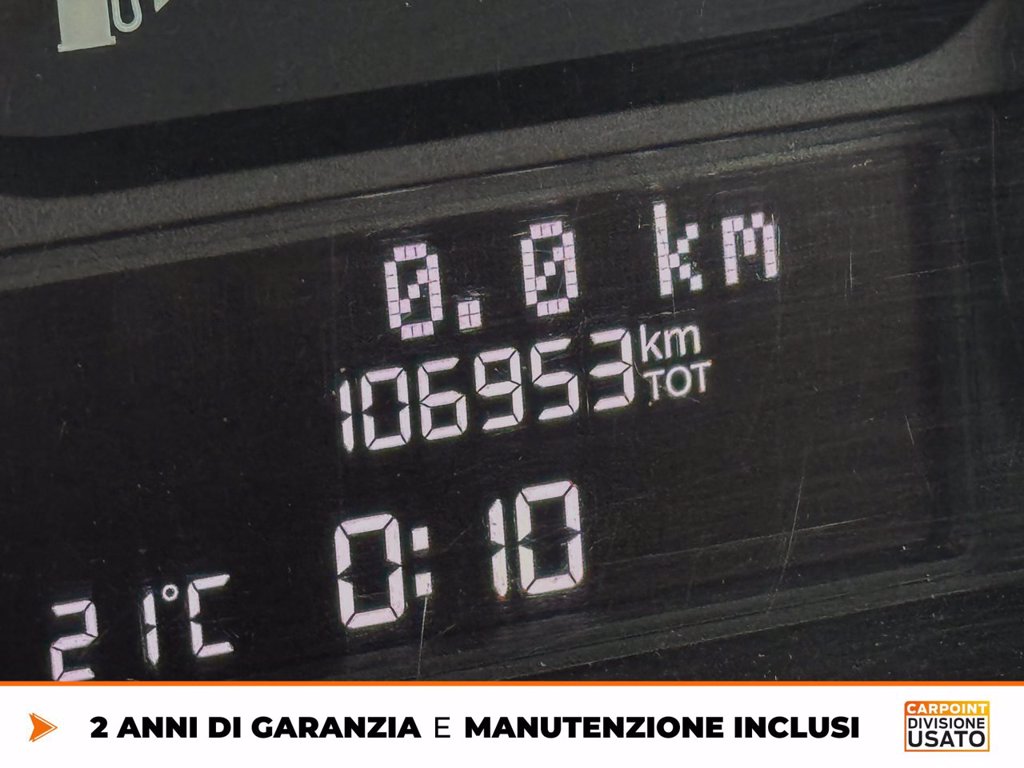 0.0 km
106953 km TOT
0:10
21°C
2 ANNI DI GARANZIA E MANUTENZIONE INCLUSI
CARPOINT
DIVISIONE
USATO